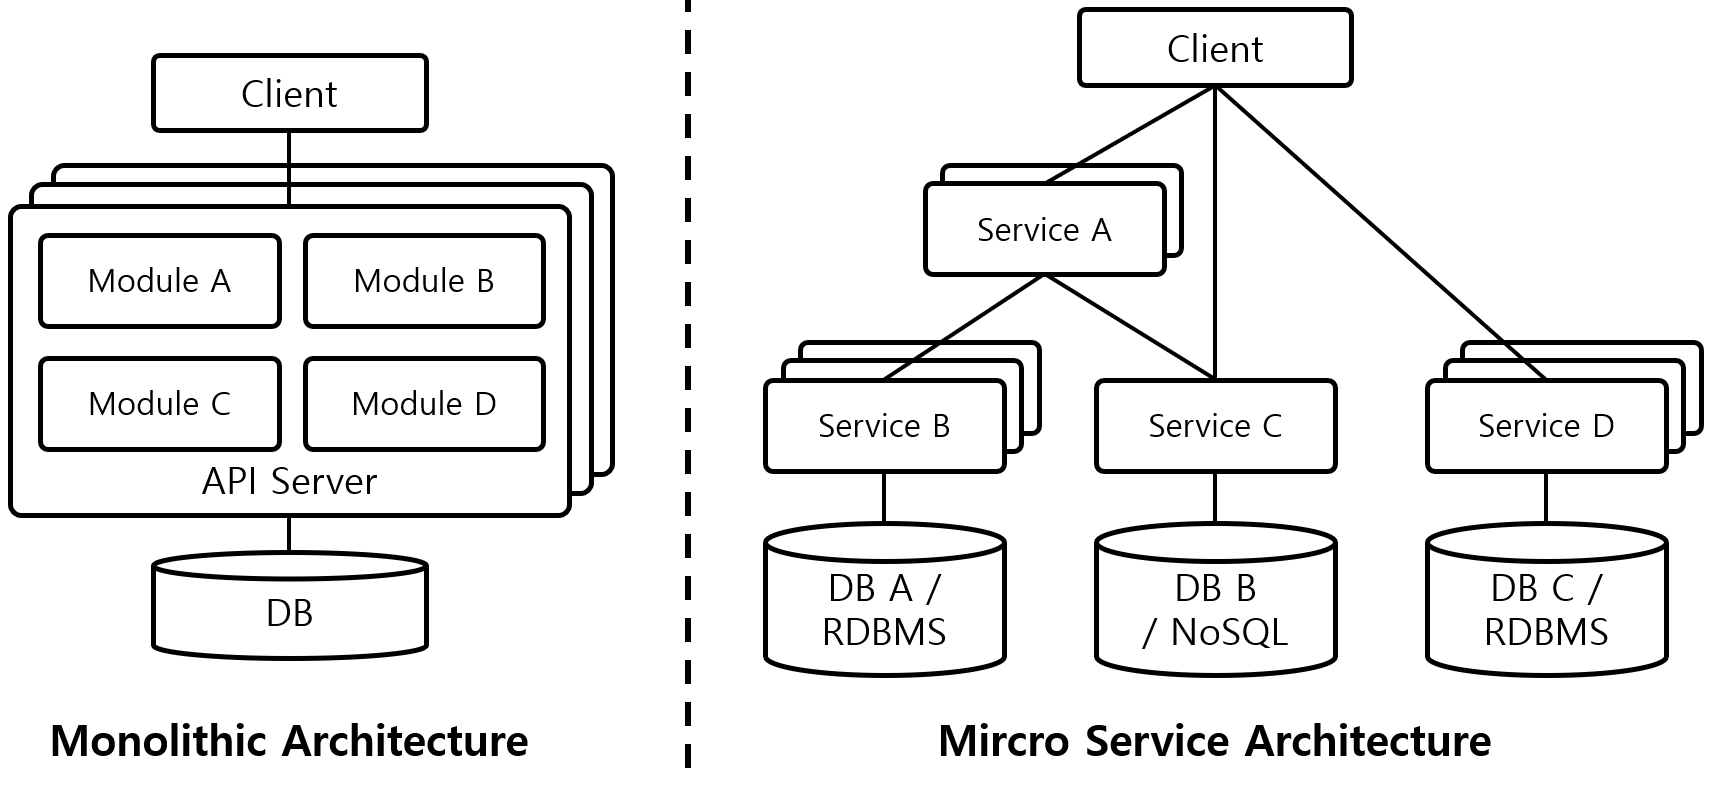 Client
Module A
Module B
Module C
Module D
API Server
DB
Monolithic Architecture
Client
Service A
Service B
Service C
Service D
DB A /
RDBMS
DB B
/ NoSQL
DB C /
RDBMS
Mircro Service Architecture